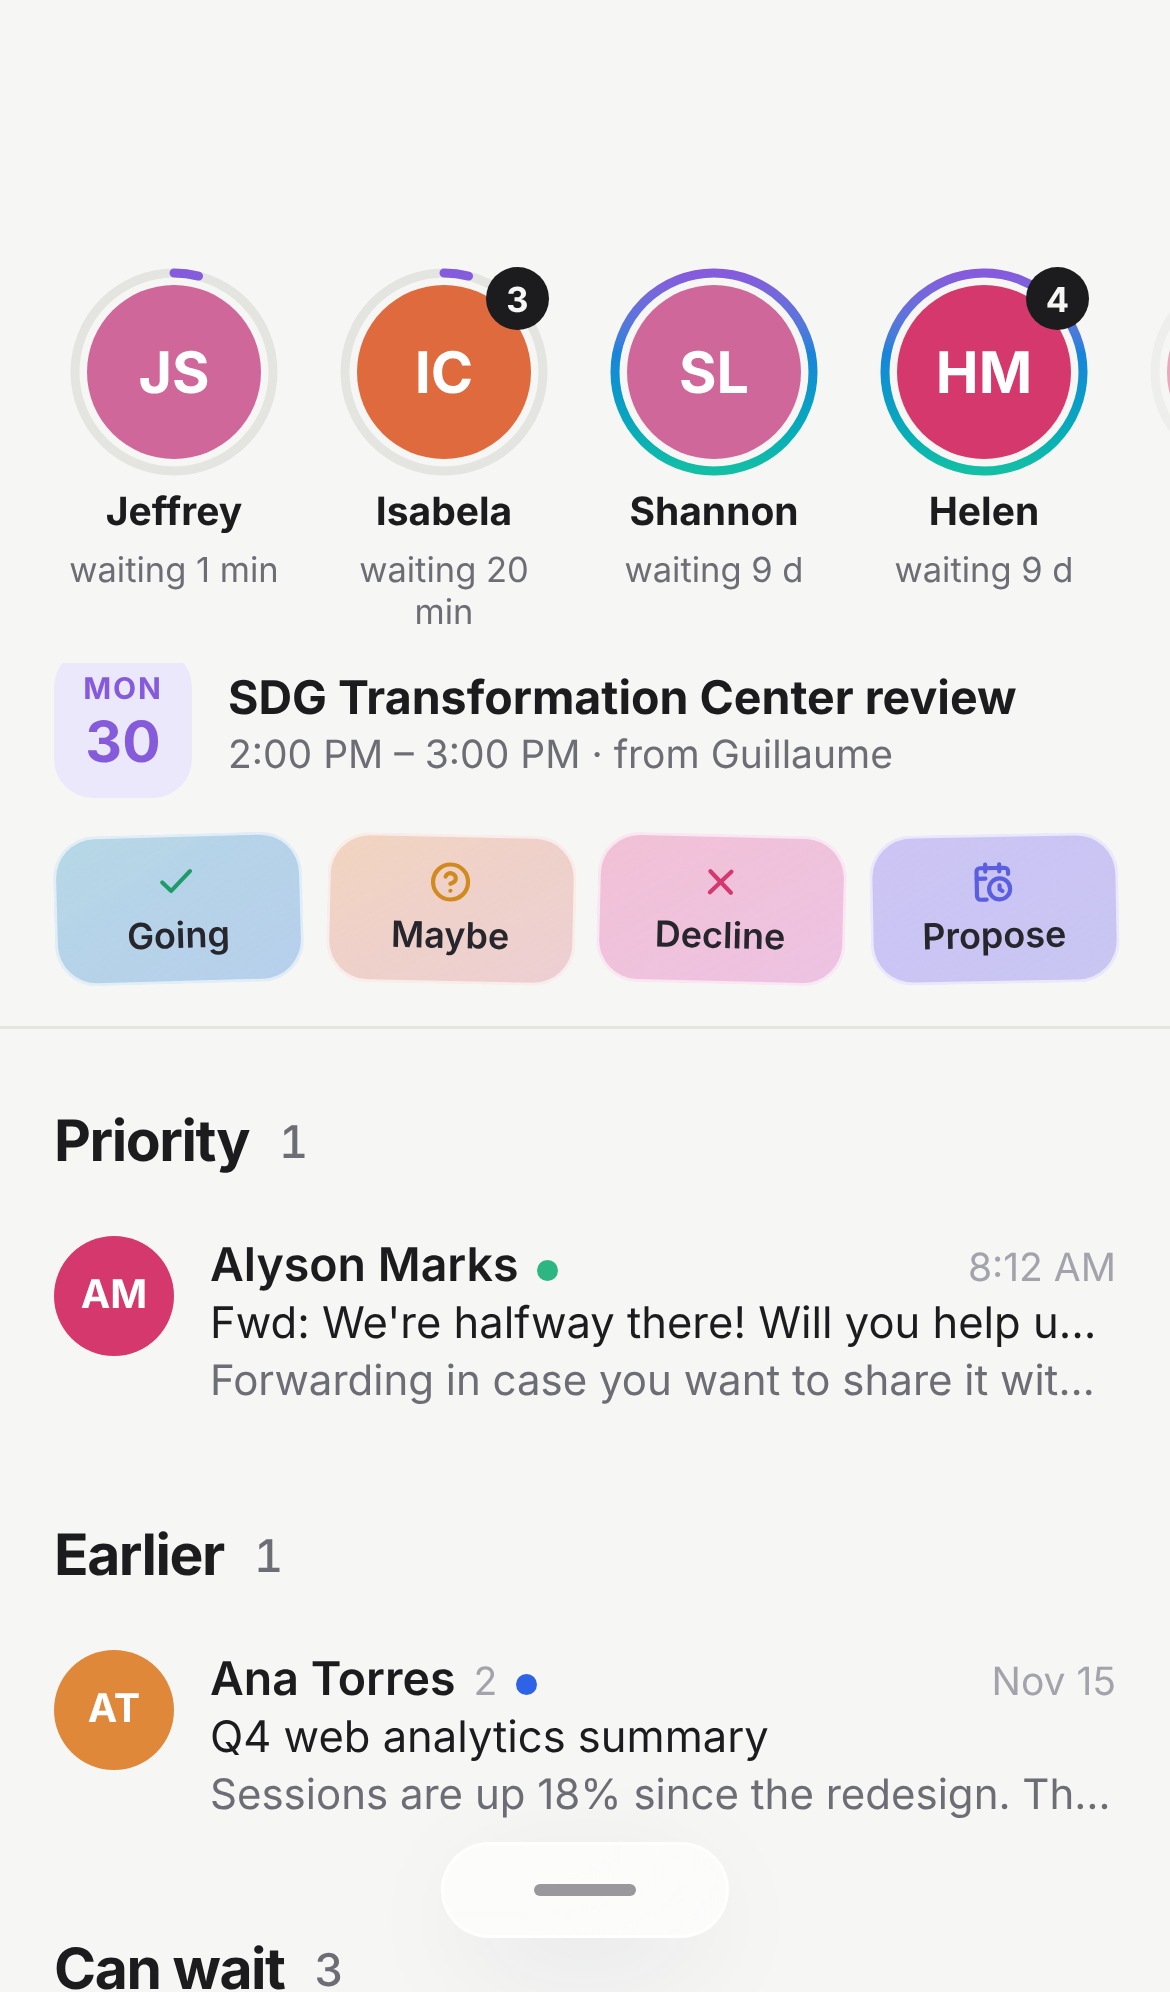 JS
IC
3
SL
HM
4
Jeffrey
Isabela
Shannon
Helen
waiting 1 min
waiting 20
min
waiting 9 d
waiting 9 d
MON
30
SDG Transformation Center review
2:00 PM – 3:00 PM · from Guillaume
Going
Maybe
Decline
Propose
Priority 1
AM
Alyson Marks
8:12 AM
Fwd: We're halfway there! Will you help u...
Forwarding in case you want to share it wit...
Earlier 1
AT
Ana Torres 2
Nov 15
Q4 web analytics summary
Sessions are up 18% since the redesign. Th...
Can wait 3